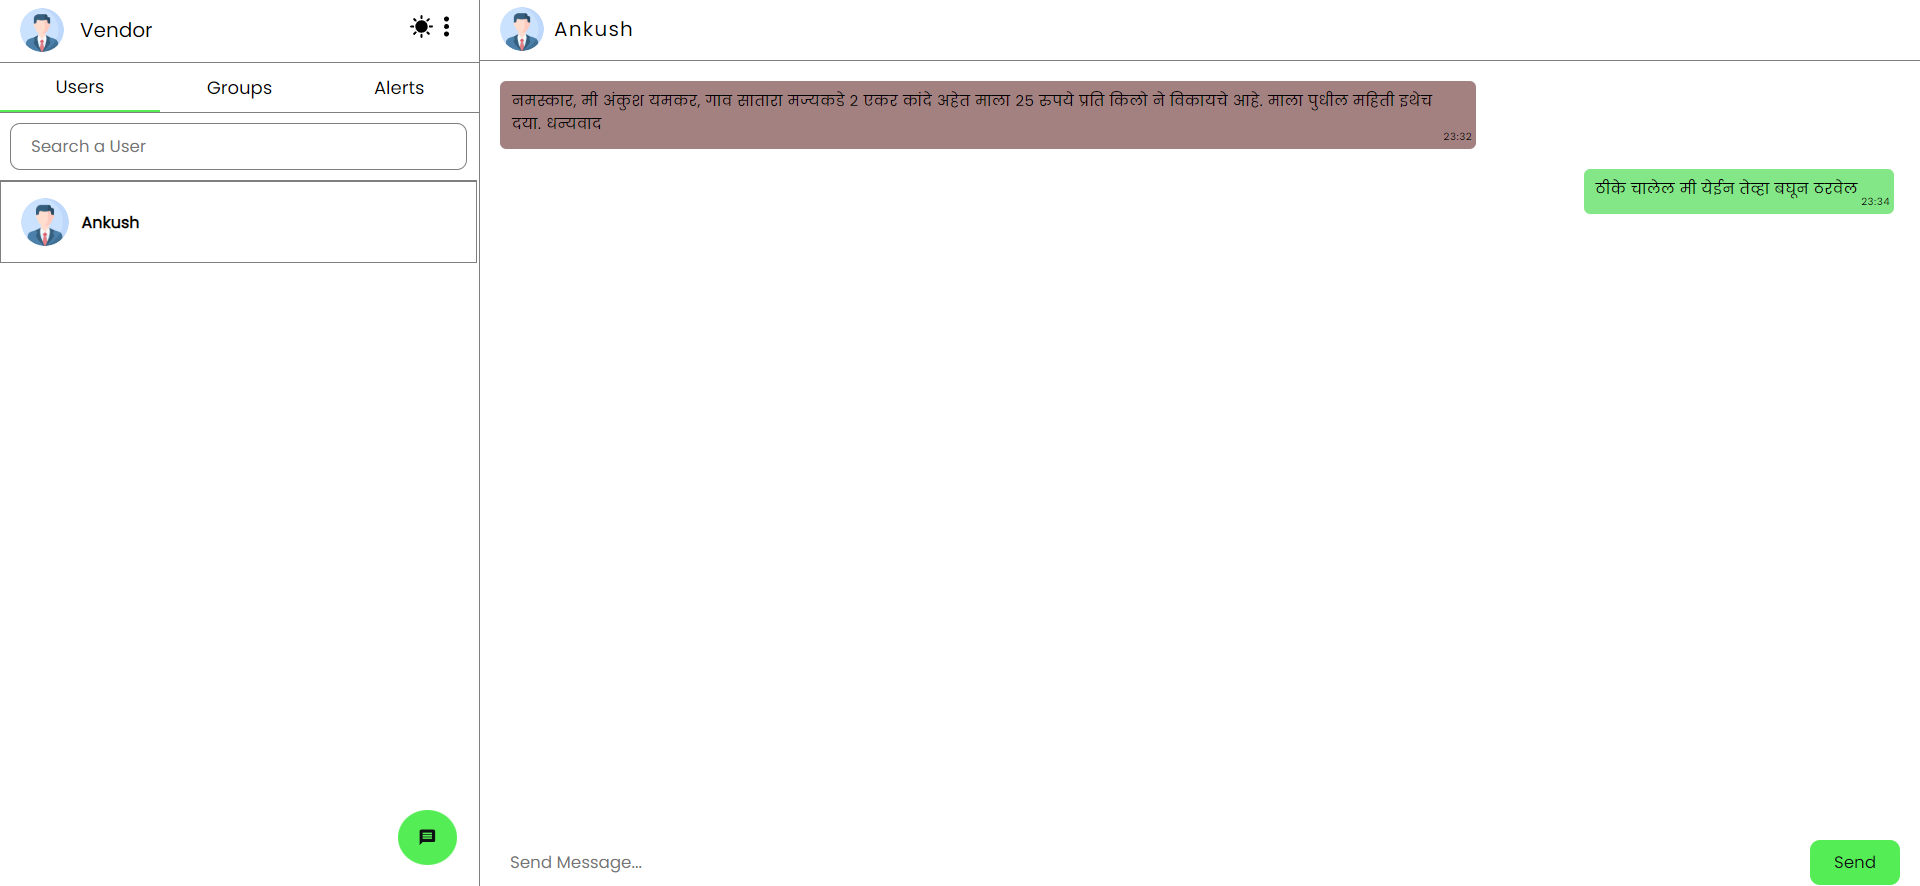 Vendor
Users
Groups
Alerts
Search a User
Ankush
Ankush
नमस्कार, मी अंकुश यमकर, गाव सातारा मज्यकडे 2 एकर कांदे अहेत माला 25 रुपये प्रति किलो ने विकायचे आहे. माला पुधील महिती इथेच
दया. धन्यवाद
23:32
ठीके चालेल मी येईन तेव्हा बघून ठरवेल
23:34
Send Message...
Send